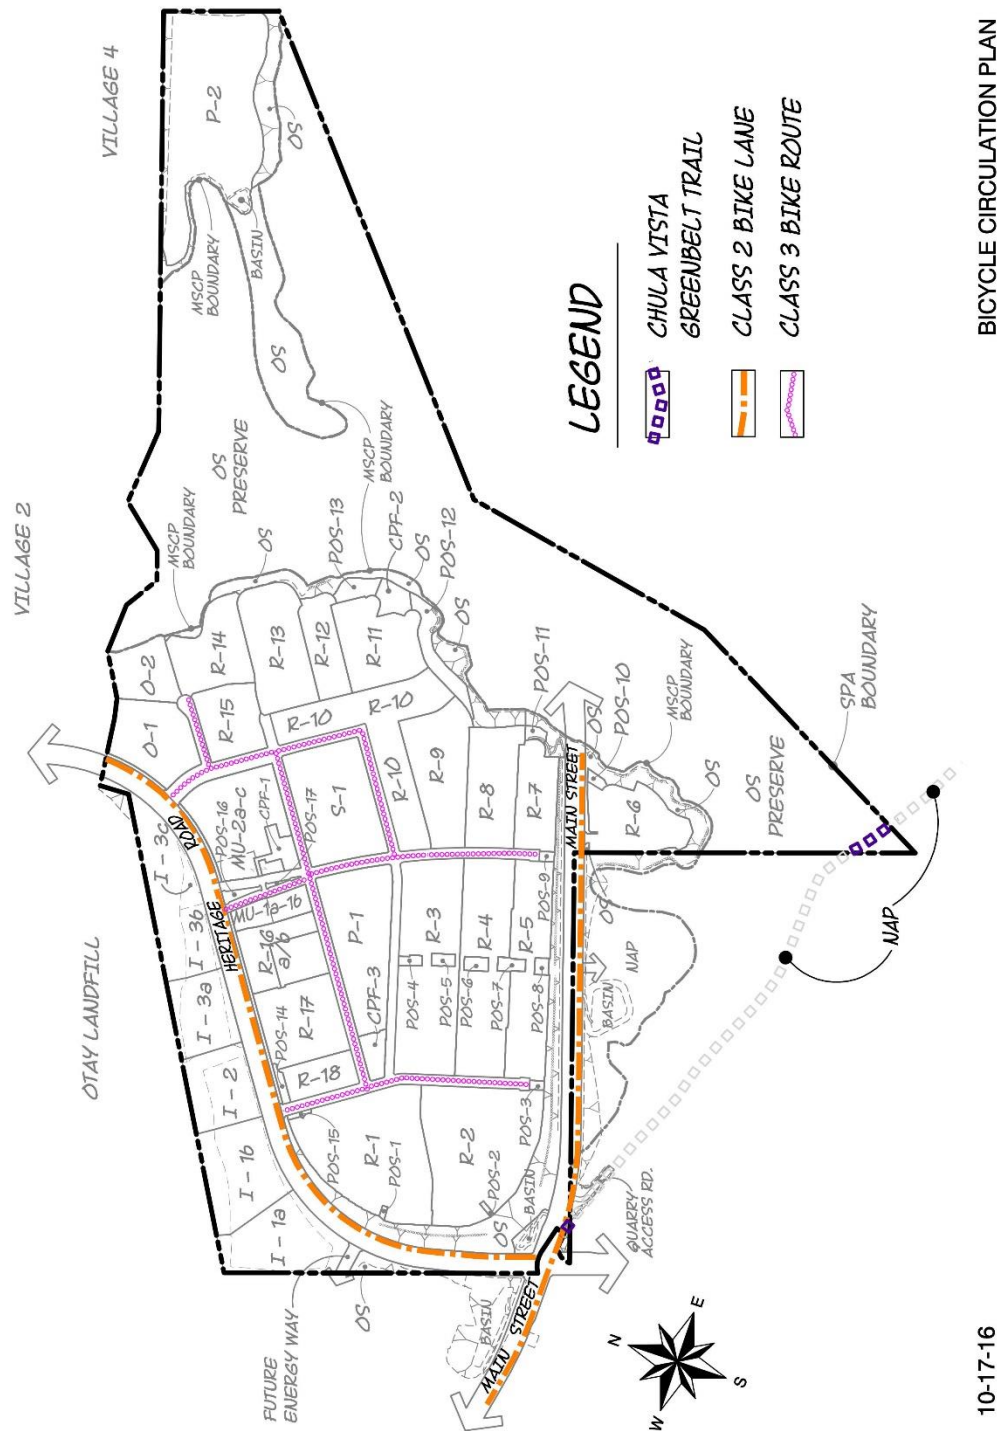 VILLAGE 4
P-2
OS
MSCP
BOUNDARY
BASIN
OS
VILLAGE 2
OS
PRESERVE
MSCP
BOUNDARY
OS
POS-13
MSCP
BOUNDARY
CPF-2
OS
POS-12
OS
O-2
R-14
R-13
R-12
R-11
O-1
R-15
R-10
R-10
R-10
R-9
R-8
R-7
POS-11
OS
POS-10
MSCP
BOUNDARY
R-6
OS
OS
PRESERVE
SPA
BOUNDARY
OTAY LANDFILL
I-3c
I-3b
I-3a
I-2
I-1b
I-1a
HERITAGE
ROAD
POS-16
MU-2a-c
CPF-1
POS-17
S-1
MU-1a-16
R-16
a/b
R-17
POS-14
R-18
POS-15
P-1
CPF-3
R-3
R-4
R-5
POS-4
POS-5
POS-6
POS-7
POS-8
POS-9
R-1
POS-1
R-2
POS-2
POS-3
OS
BASIN
MAIN STREET
OS
NAP
BASIN
NAP
QUARRY
ACCESS RD.
FUTURE
ENERGY WAY
OS
BASIN
MAIN
STREET
N
E
S
W
LEGEND
CHULA VISTA
GREENBELT TRAIL
CLASS 2 BIKE LANE
CLASS 3 BIKE ROUTE
10-17-16
BICYCLE CIRCULATION PLAN